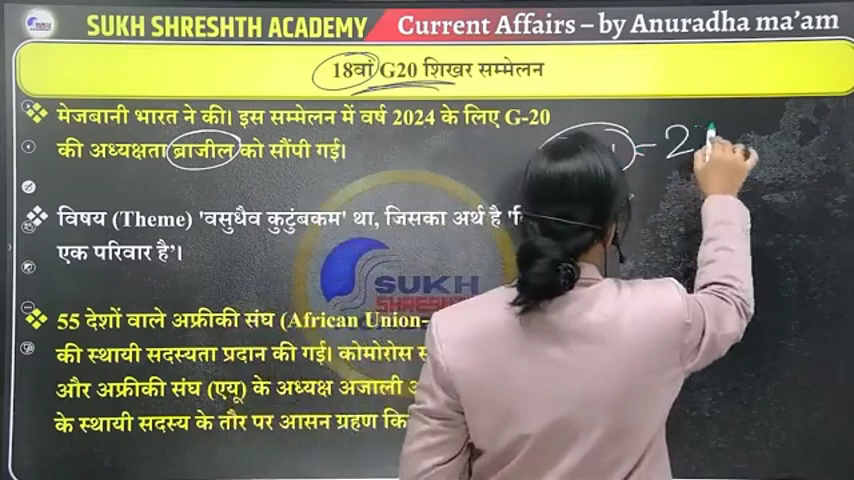 SUKH SHRESHTH ACADEMY
Current Affairs – by Anuradha ma’am
18वां G20 शिखर सम्मेलन
मेजबानी भारत ने की। इस सम्मेलन में वर्ष 2024 के लिए G-20
की अध्यक्षता ब्राजील को सौंपी गई।
विषय (Theme) 'वसुधैव कुटुंबकम' था, जिसका अर्थ है
एक परिवार है’।
55 देशों वाले अफ्रीकी संघ (African Union-
की स्थायी सदस्यता प्रदान की गई। कोमोरोस
और अफ्रीकी संघ (एयू) के अध्यक्ष अजाली
के स्थायी सदस्य के तौर पर आसन ग्रहण
SUKH